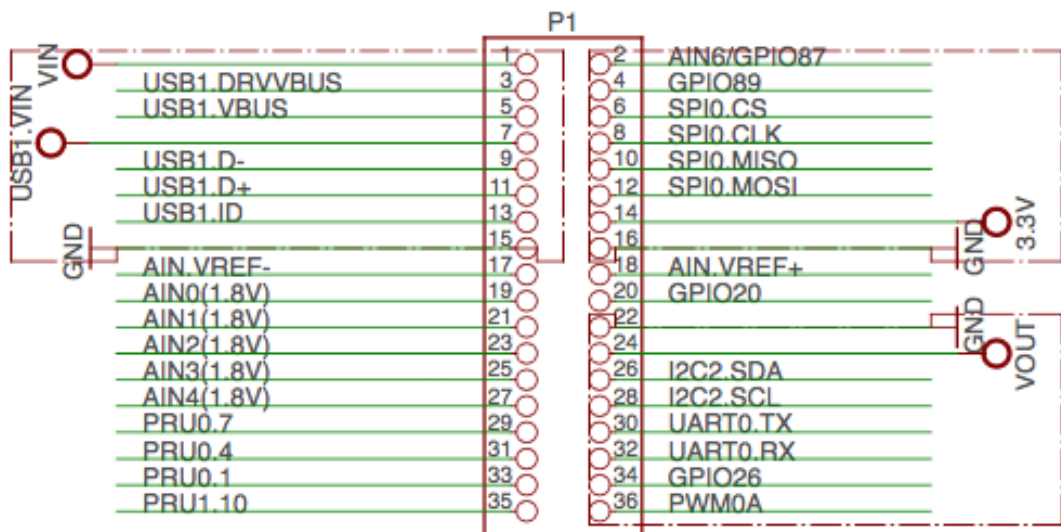 P1
VIN 1 2 AIN6/GPIO87
USB1.DRVVBUS 3 4 GPIO89
USB1.VBUS 5 6 SPI0.CS
USB1.VIN 7 8 SPI0.CLK
USB1.D- 9 10 SPI0.MISO
USB1.D+ 11 12 SPI0.MOSI
USB1.ID 13 14 3.3V
GND 15 16 GND
AIN.VREF- 17 18 AIN.VREF+
AIN0(1.8V) 19 20 GPIO20
AIN1(1.8V) 21 22 GND
AIN2(1.8V) 23 24 VOUT
AIN3(1.8V) 25 26 I2C2.SDA
AIN4(1.8V) 27 28 I2C2.SCL
PRU0.7 29 30 UART0.TX
PRU0.4 31 32 UART0.RX
PRU0.1 33 34 GPIO26
PRU1.10 35 36 PWM0A